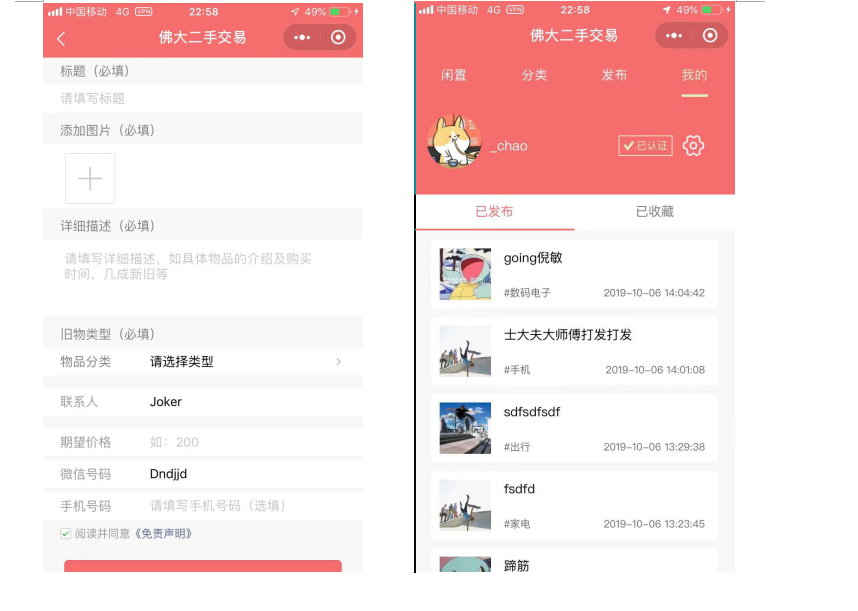 中国移动 4G VPN 22:58 49%
佛大二手交易
标题（必填）
请填写标题
添加图片（必填）
详细描述（必填）
请填写详细描述，如具体物品的介绍及购买
时间，几成新旧等
旧物类型（必填）
物品分类 请选择类型
联系人 Joker
期望价格 如：200
微信号码 Dndjjd
手机号码 请填写手机号码（选填）
阅读并同意《免责声明》
中国移动 4G VPN 22:58 49%
佛大二手交易
闲置 分类 发布 我的
_chao 已认证
已发布 已收藏
going倪敏
#数码电子 2019-10-06 14:04:42
士大夫大师傅打发打发
#手机 2019-10-06 14:01:08
sdfsdfsdf
#出行 2019-10-06 13:29:38
fsdfd
#家电 2019-10-06 13:23:45
蹄筋